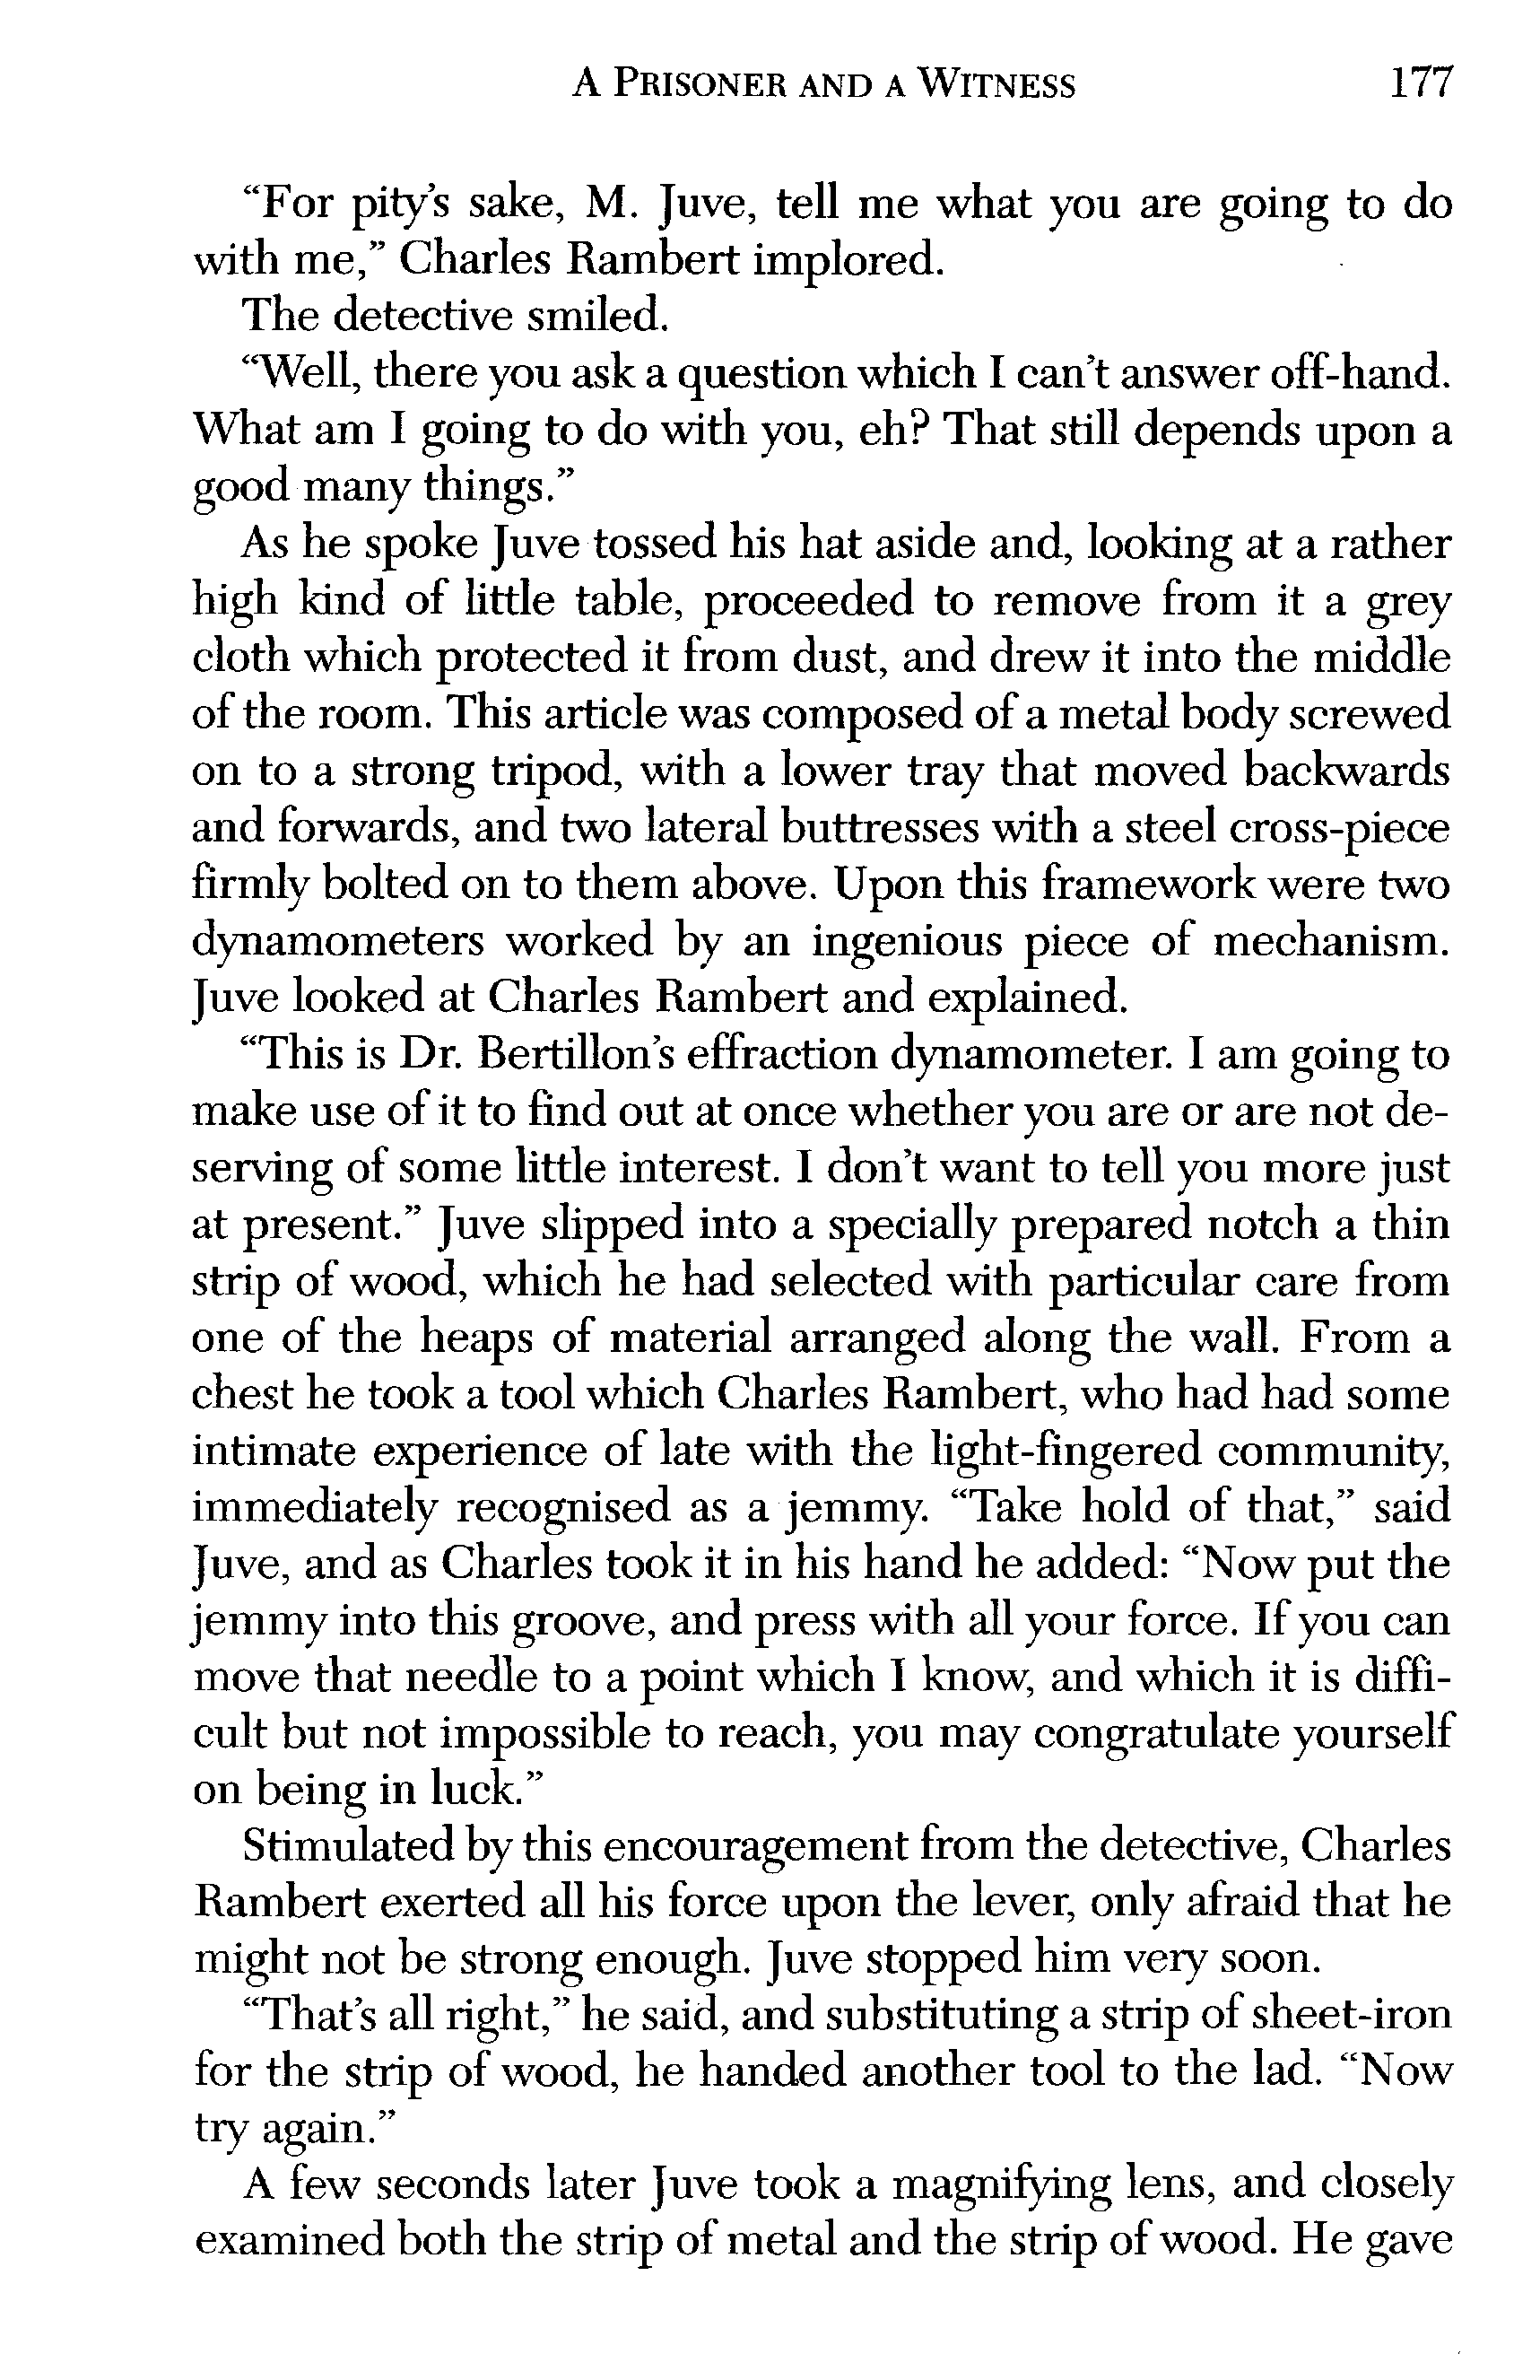 A PRISONER AND A WITNESS 177
“For pity’s sake, M. Juve, tell me what you are going to do
with me,” Charles Rambert implored.
The detective smiled.
“Well, there you ask a question which I can’t answer off-hand.
What am I going to do with you, eh? That still depends upon a
good many things.”
As he spoke Juve tossed his hat aside and, looking at a rather
high kind of little table, proceeded to remove from it a grey
cloth which protected it from dust, and drew it into the middle
of the room. This article was composed of a metal body screwed
on to a strong tripod, with a lower tray that moved backwards
and forwards, and two lateral buttresses with a steel cross-piece
firmly bolted on to them above. Upon this framework were two
dynamometers worked by an ingenious piece of mechanism.
Juve looked at Charles Rambert and explained.
“This is Dr. Bertillon’s effraction dynamometer. I am going to
make use of it to find out at once whether you are or are not de-
serving of some little interest. I don’t want to tell you more just
at present.” Juve slipped into a specially prepared notch a thin
strip of wood, which he had selected with particular care from
one of the heaps of material arranged along the wall. From a
chest he took a tool which Charles Rambert, who had had some
intimate experience of late with the light-fingered community,
immediately recognised as a jemmy. “Take hold of that,” said
Juve, and as Charles took it in his hand he added: “Now put the
jemmy into this groove, and press with all your force. If you can
move that needle to a point which I know, and which it is diffi-
cult but not impossible to reach, you may congratulate yourself
on being in luck.”
Stimulated by this encouragement from the detective, Charles
Rambert exerted all his force upon the lever, only afraid that he
might not be strong enough. Juve stopped him very soon.
“That’s all right,” he said, and substituting a strip of sheet-iron
for the strip of wood, he handed another tool to the lad. “Now
try again.”
A few seconds later Juve took a magnifying lens, and closely
examined both the strip of metal and the strip of wood. He gave